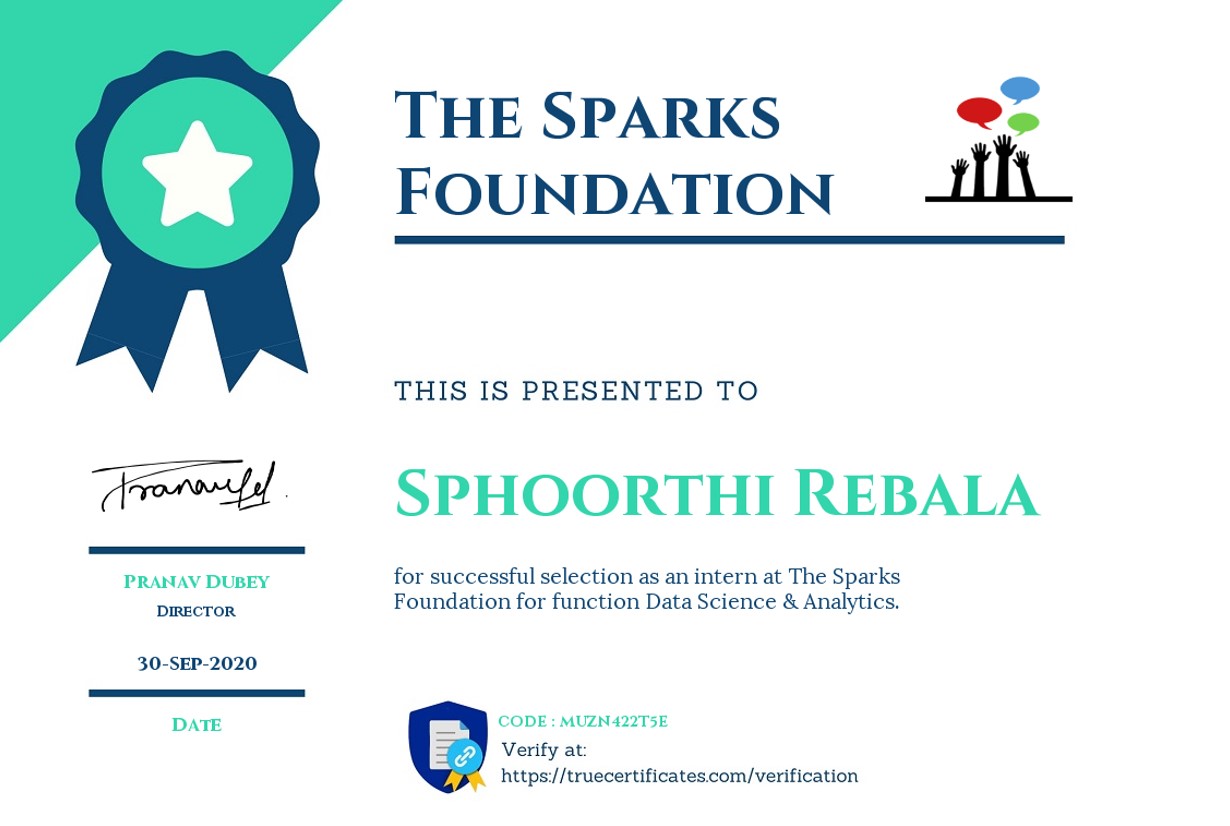 The Sparks
Foundation
THIS IS PRESENTED TO
Sphoorthi Rebala
for successful selection as an intern at The Sparks
Foundation for function Data Science & Analytics.
Pranav Dubey
Director
30-Sep-2020
Date
CODE : MUZN422T5E
Verify at:
https://truecertificates.com/verification